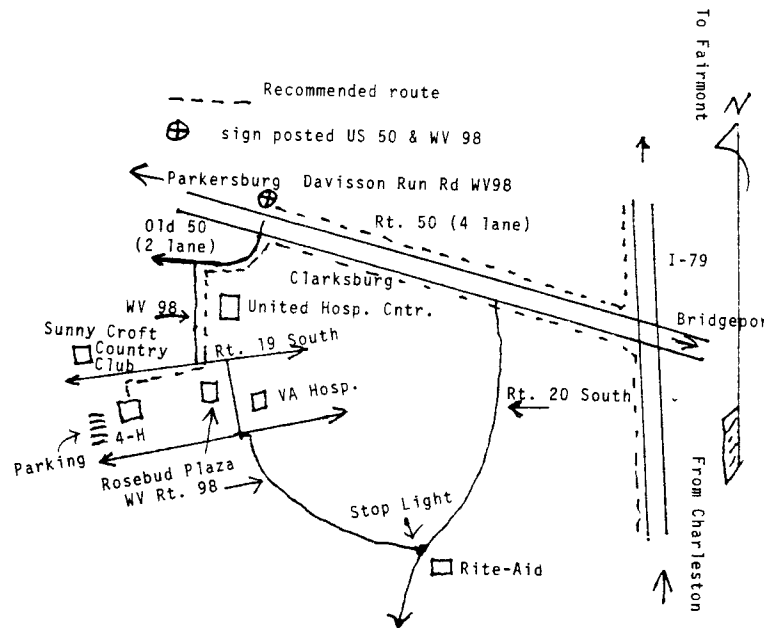 To Fairmont
N
Recommended route
sign posted US 50 & WV 98
Parkersburg Davisson Run Rd WV98
Old 50
(2 lane)
Rt. 50 (4 lane)
I-79
Clarksburg
WV 98
United Hosp. Cntr.
Bridgepor
Sunny Croft
Country
Club
Rt. 19 South
VA Hosp.
Rt. 20 South
4-H
Parking
Rosebud Plaza
WV Rt. 98
Stop Light
From Charleston
Rite-Aid